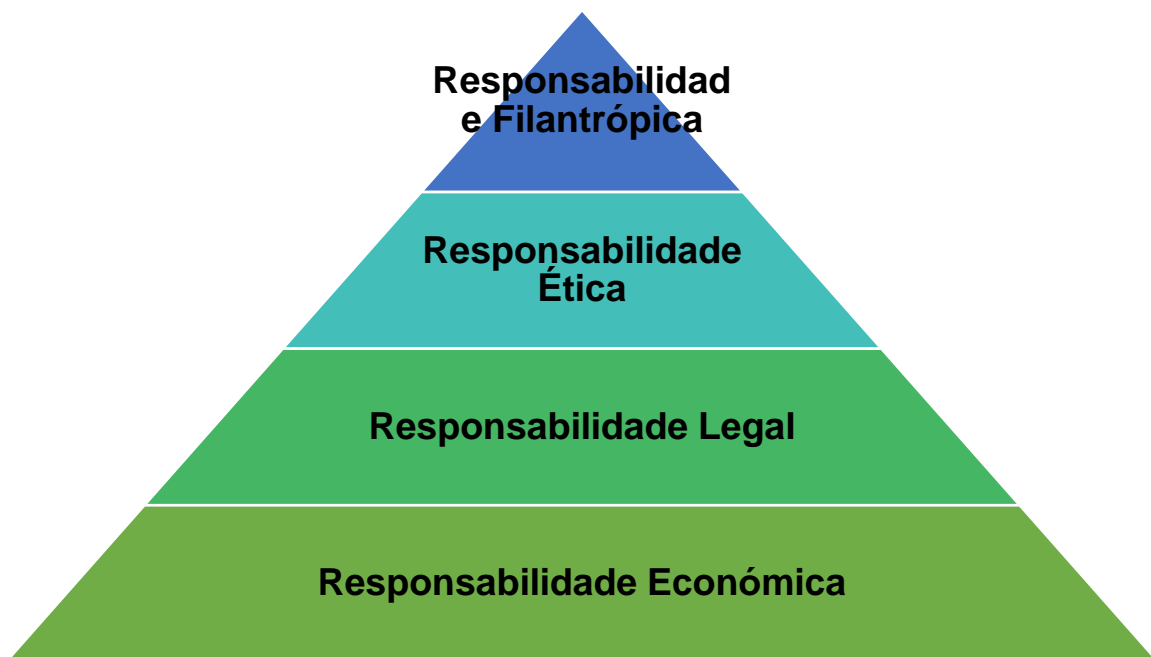 Responsabilidad
e Filantrópica
Responsabilidade
Ética
Responsabilidade Legal
Responsabilidade Económica